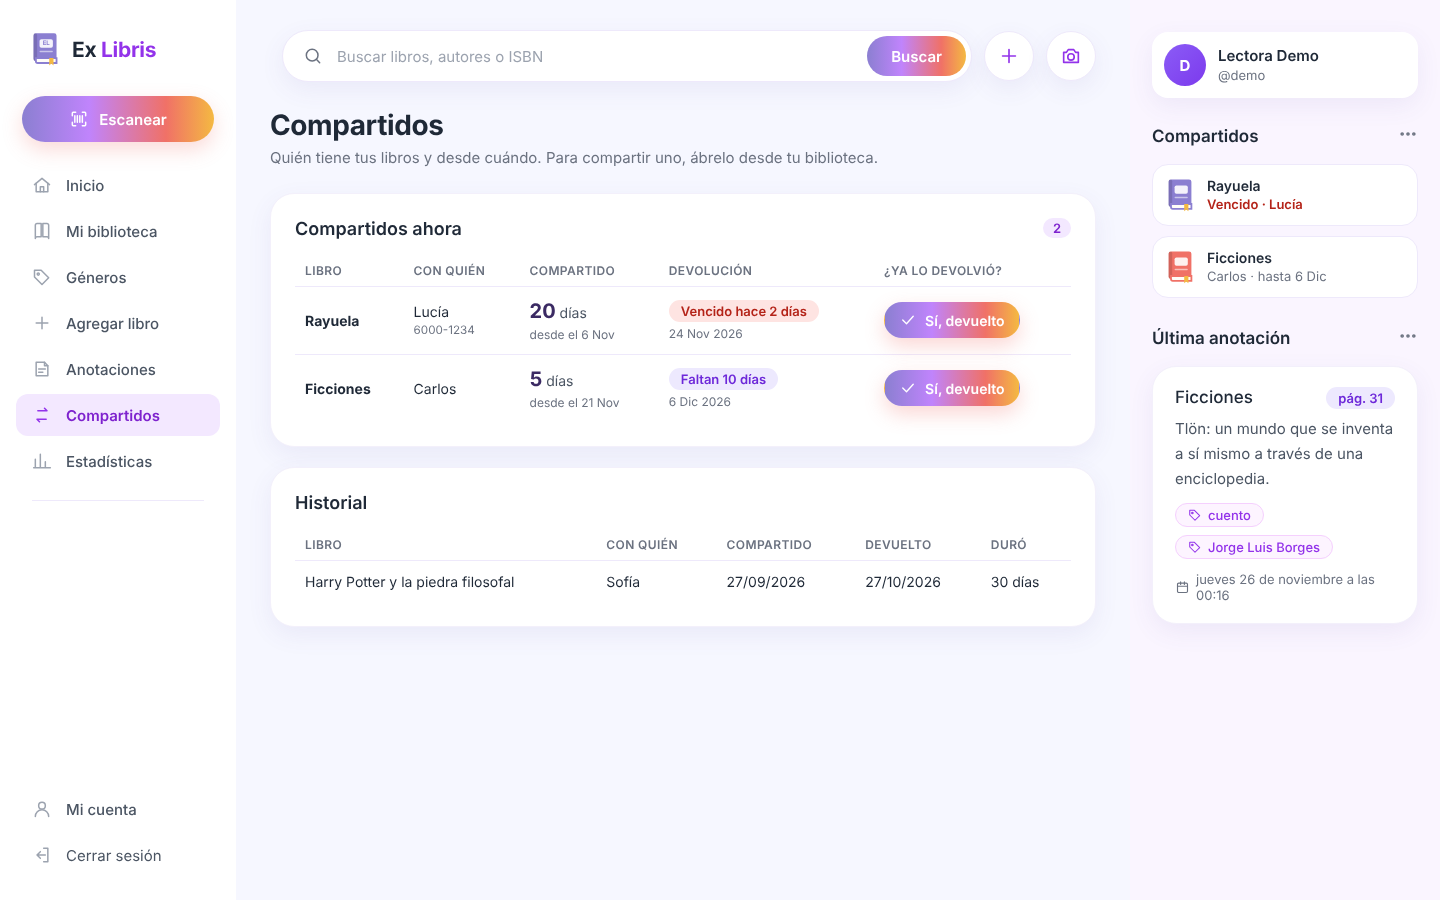 EL
Ex Libris
Escanear
Inicio
Mi biblioteca
Géneros
Agregar libro
Anotaciones
Compartidos
Estadísticas
Mi cuenta
Cerrar sesión
Buscar libros, autores o ISBN
Buscar
Compartidos
Quién tiene tus libros y desde cuándo. Para compartir uno, ábrelo desde tu biblioteca.
Compartidos ahora
2
LIBRO CON QUIÉN COMPARTIDO DEVOLUCIÓN ¿YA LO DEVOLVIÓ?
Rayuela
Lucía
6000-1234
20 días
desde el 6 Nov
Vencido hace 2 días
24 Nov 2026
Sí, devuelto
Ficciones
Carlos
5 días
desde el 21 Nov
Faltan 10 días
6 Dic 2026
Sí, devuelto
Historial
LIBRO CON QUIÉN COMPARTIDO DEVUELTO DURÓ
Harry Potter y la piedra filosofal Sofía 27/09/2026 27/10/2026 30 días
D
Lectora Demo
@demo
Compartidos
Rayuela
Vencido · Lucía
Ficciones
Carlos · hasta 6 Dic
Última anotación
Ficciones
pág. 31
Tlön: un mundo que se inventa
a sí mismo a través de una
enciclopedia.
cuento
Jorge Luis Borges
jueves 26 de noviembre a las
00:16